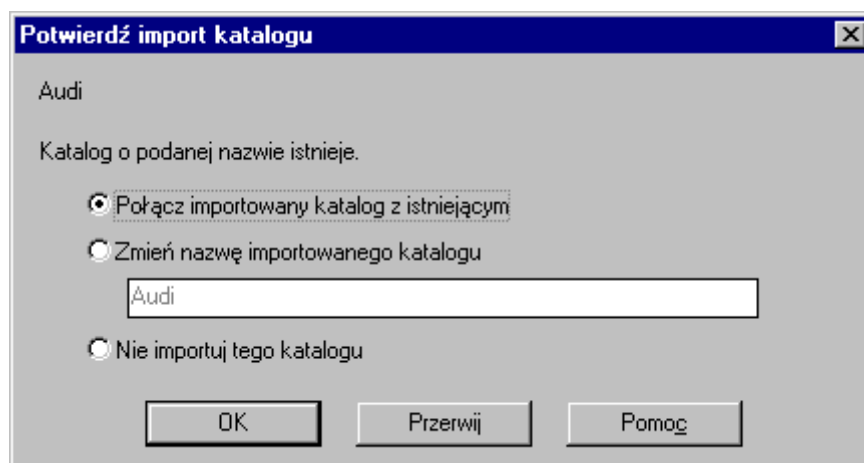 Potwierdź import katalogu
Audi
Katalog o podanej nazwie istnieje.
Połącz importowany katalog z istniejącym
Zmień nazwę importowanego katalogu
Audi
Nie importuj tego katalogu
OK Przerwij Pomoc